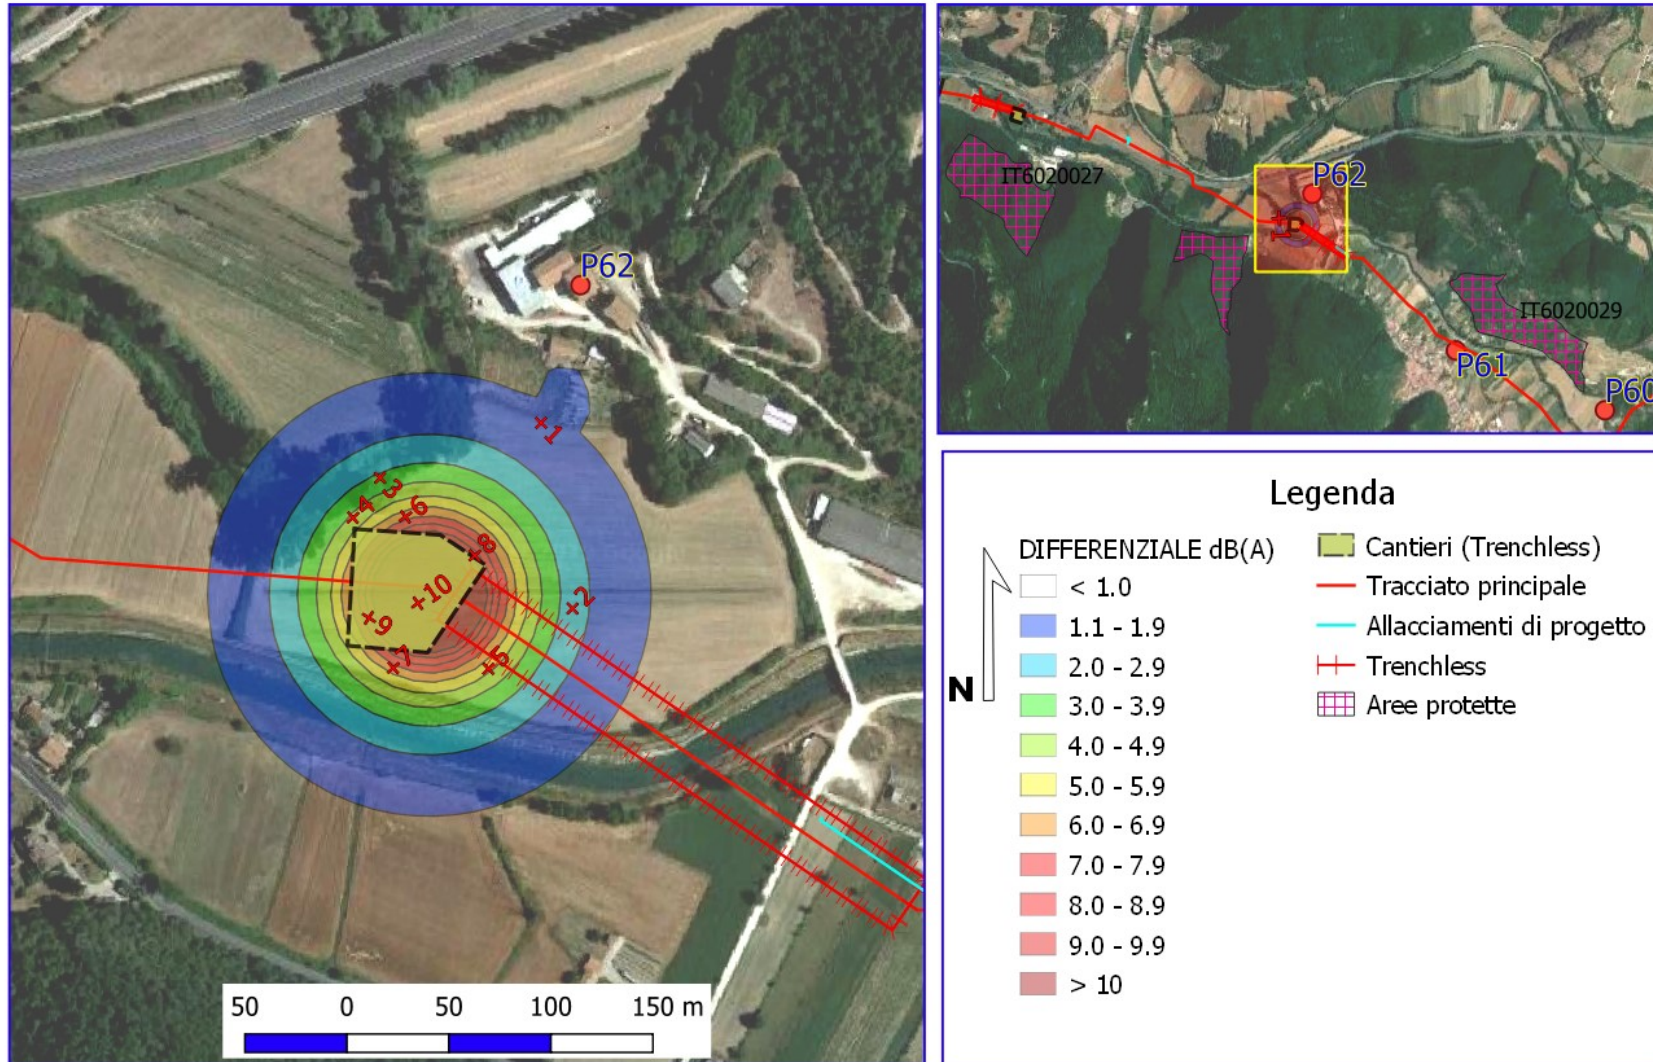 P62
1
3
4
6
8
2
10
9
7
5
50 0 50 100 150 m
IT6020027
P62
IT6020029
P61
P60
Legenda
DIFFERENZIALE dB(A)
< 1.0
1.1 - 1.9
2.0 - 2.9
3.0 - 3.9
4.0 - 4.9
5.0 - 5.9
6.0 - 6.9
7.0 - 7.9
8.0 - 8.9
9.0 - 9.9
> 10
N
Cantieri (Trenchless)
Tracciato principale
Allacciamenti di progetto
Trenchless
Aree protette